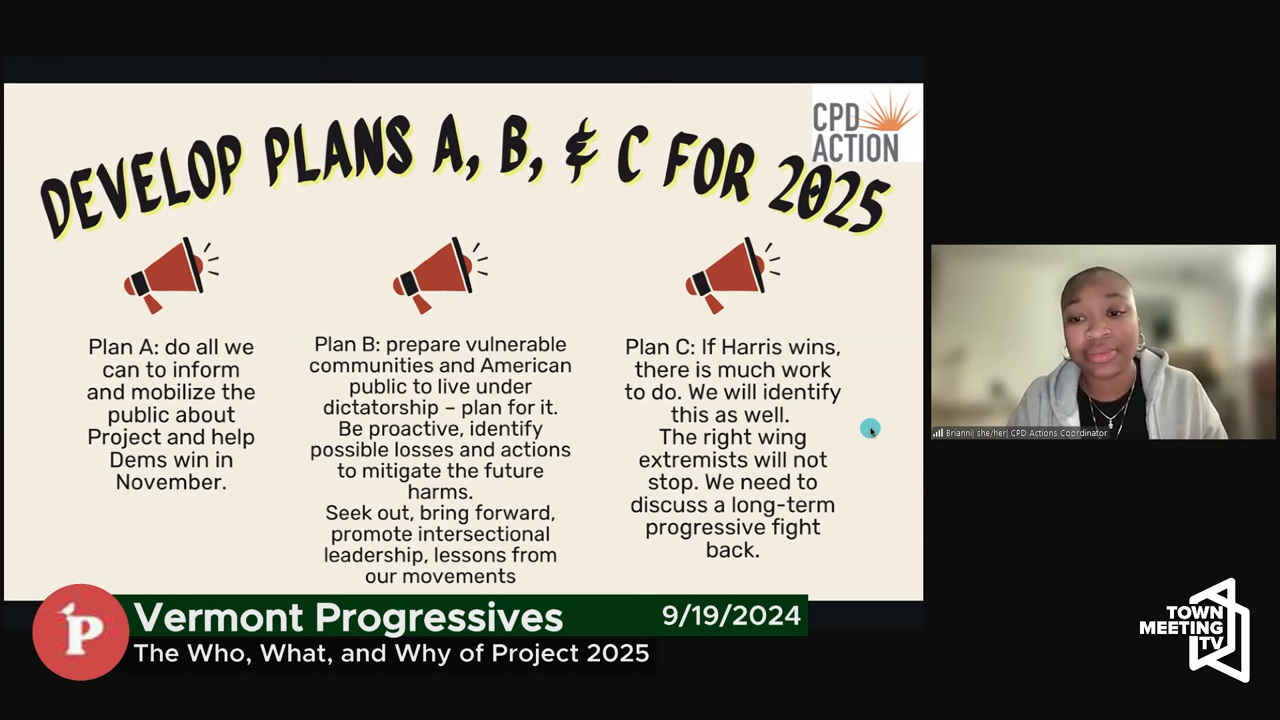 DEVELOP PLANS A, B, & C FOR 2025
CPD
ACTION
Plan A: do all we
can to inform
and mobilize the
public about
Project and help
Dems win in
November.
Plan B: prepare vulnerable
communities and American
public to live under
dictatorship – plan for it.
Be proactive, identify
possible losses and actions
to mitigate the future
harms.
Seek out, bring forward,
promote intersectional
leadership, lessons from
our movements
Plan C: If Harris wins,
there is much work
to do. We will identify
this as well.
The right wing
extremists will not
stop. We need to
discuss a long-term
progressive fight
back.
Brianni| she/her| CPD Actions Coordinator
P
Vermont Progressives
9/19/2024
The Who, What, and Why of Project 2025
TOWN
MEETING
TV